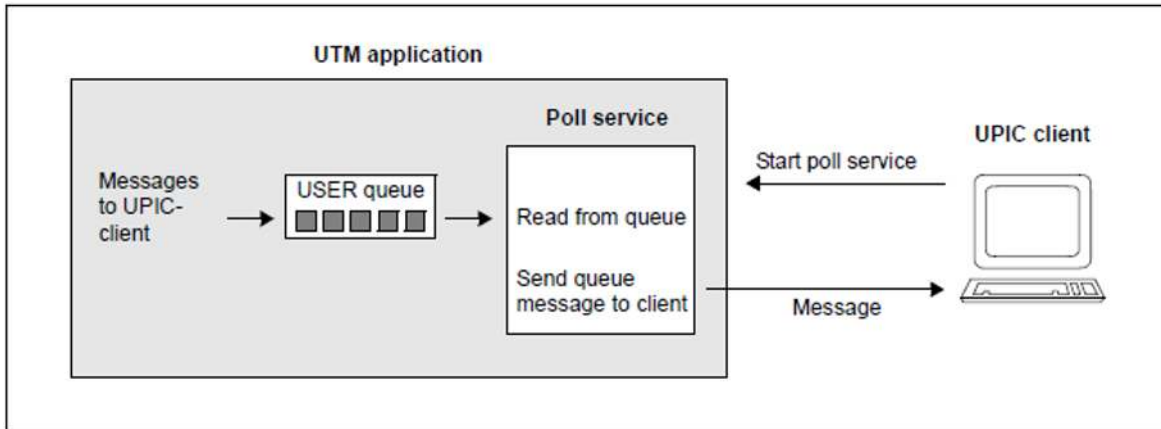 UTM application
Poll service
UPIC client
Messages
to UPIC-
client
USER queue
Read from queue
Send queue
message to client
Start poll service
Message